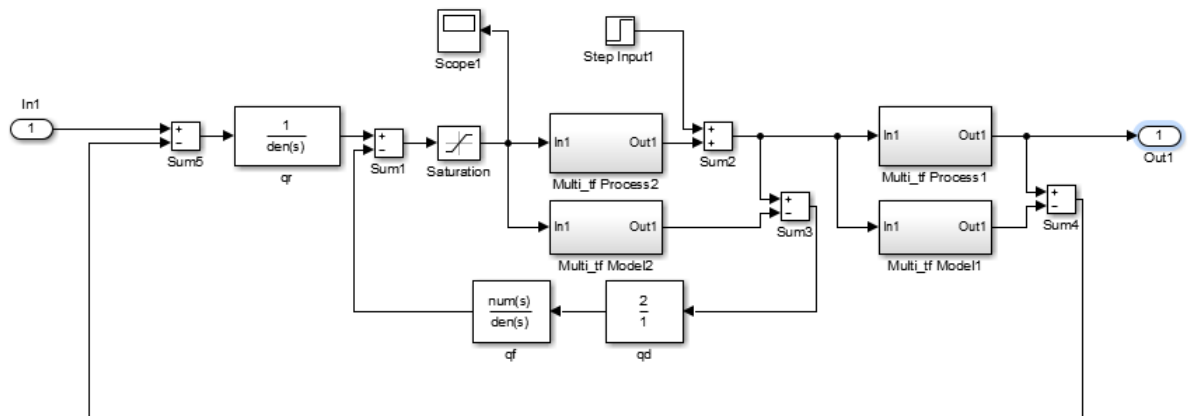 Scope1
Step Input1
In1
1
+
−
Sum5
1
den(s)
qr
+
−
Sum1
Saturation
In1 Out1
Multi_tf Process2
+
+
Sum2
In1 Out1
Multi_tf Process1
1
Out1
In1 Out1
Multi_tf Model2
+
−
Sum3
In1 Out1
Multi_tf Model1
+
−
Sum4
num(s)
den(s)
qf
2
1
qd